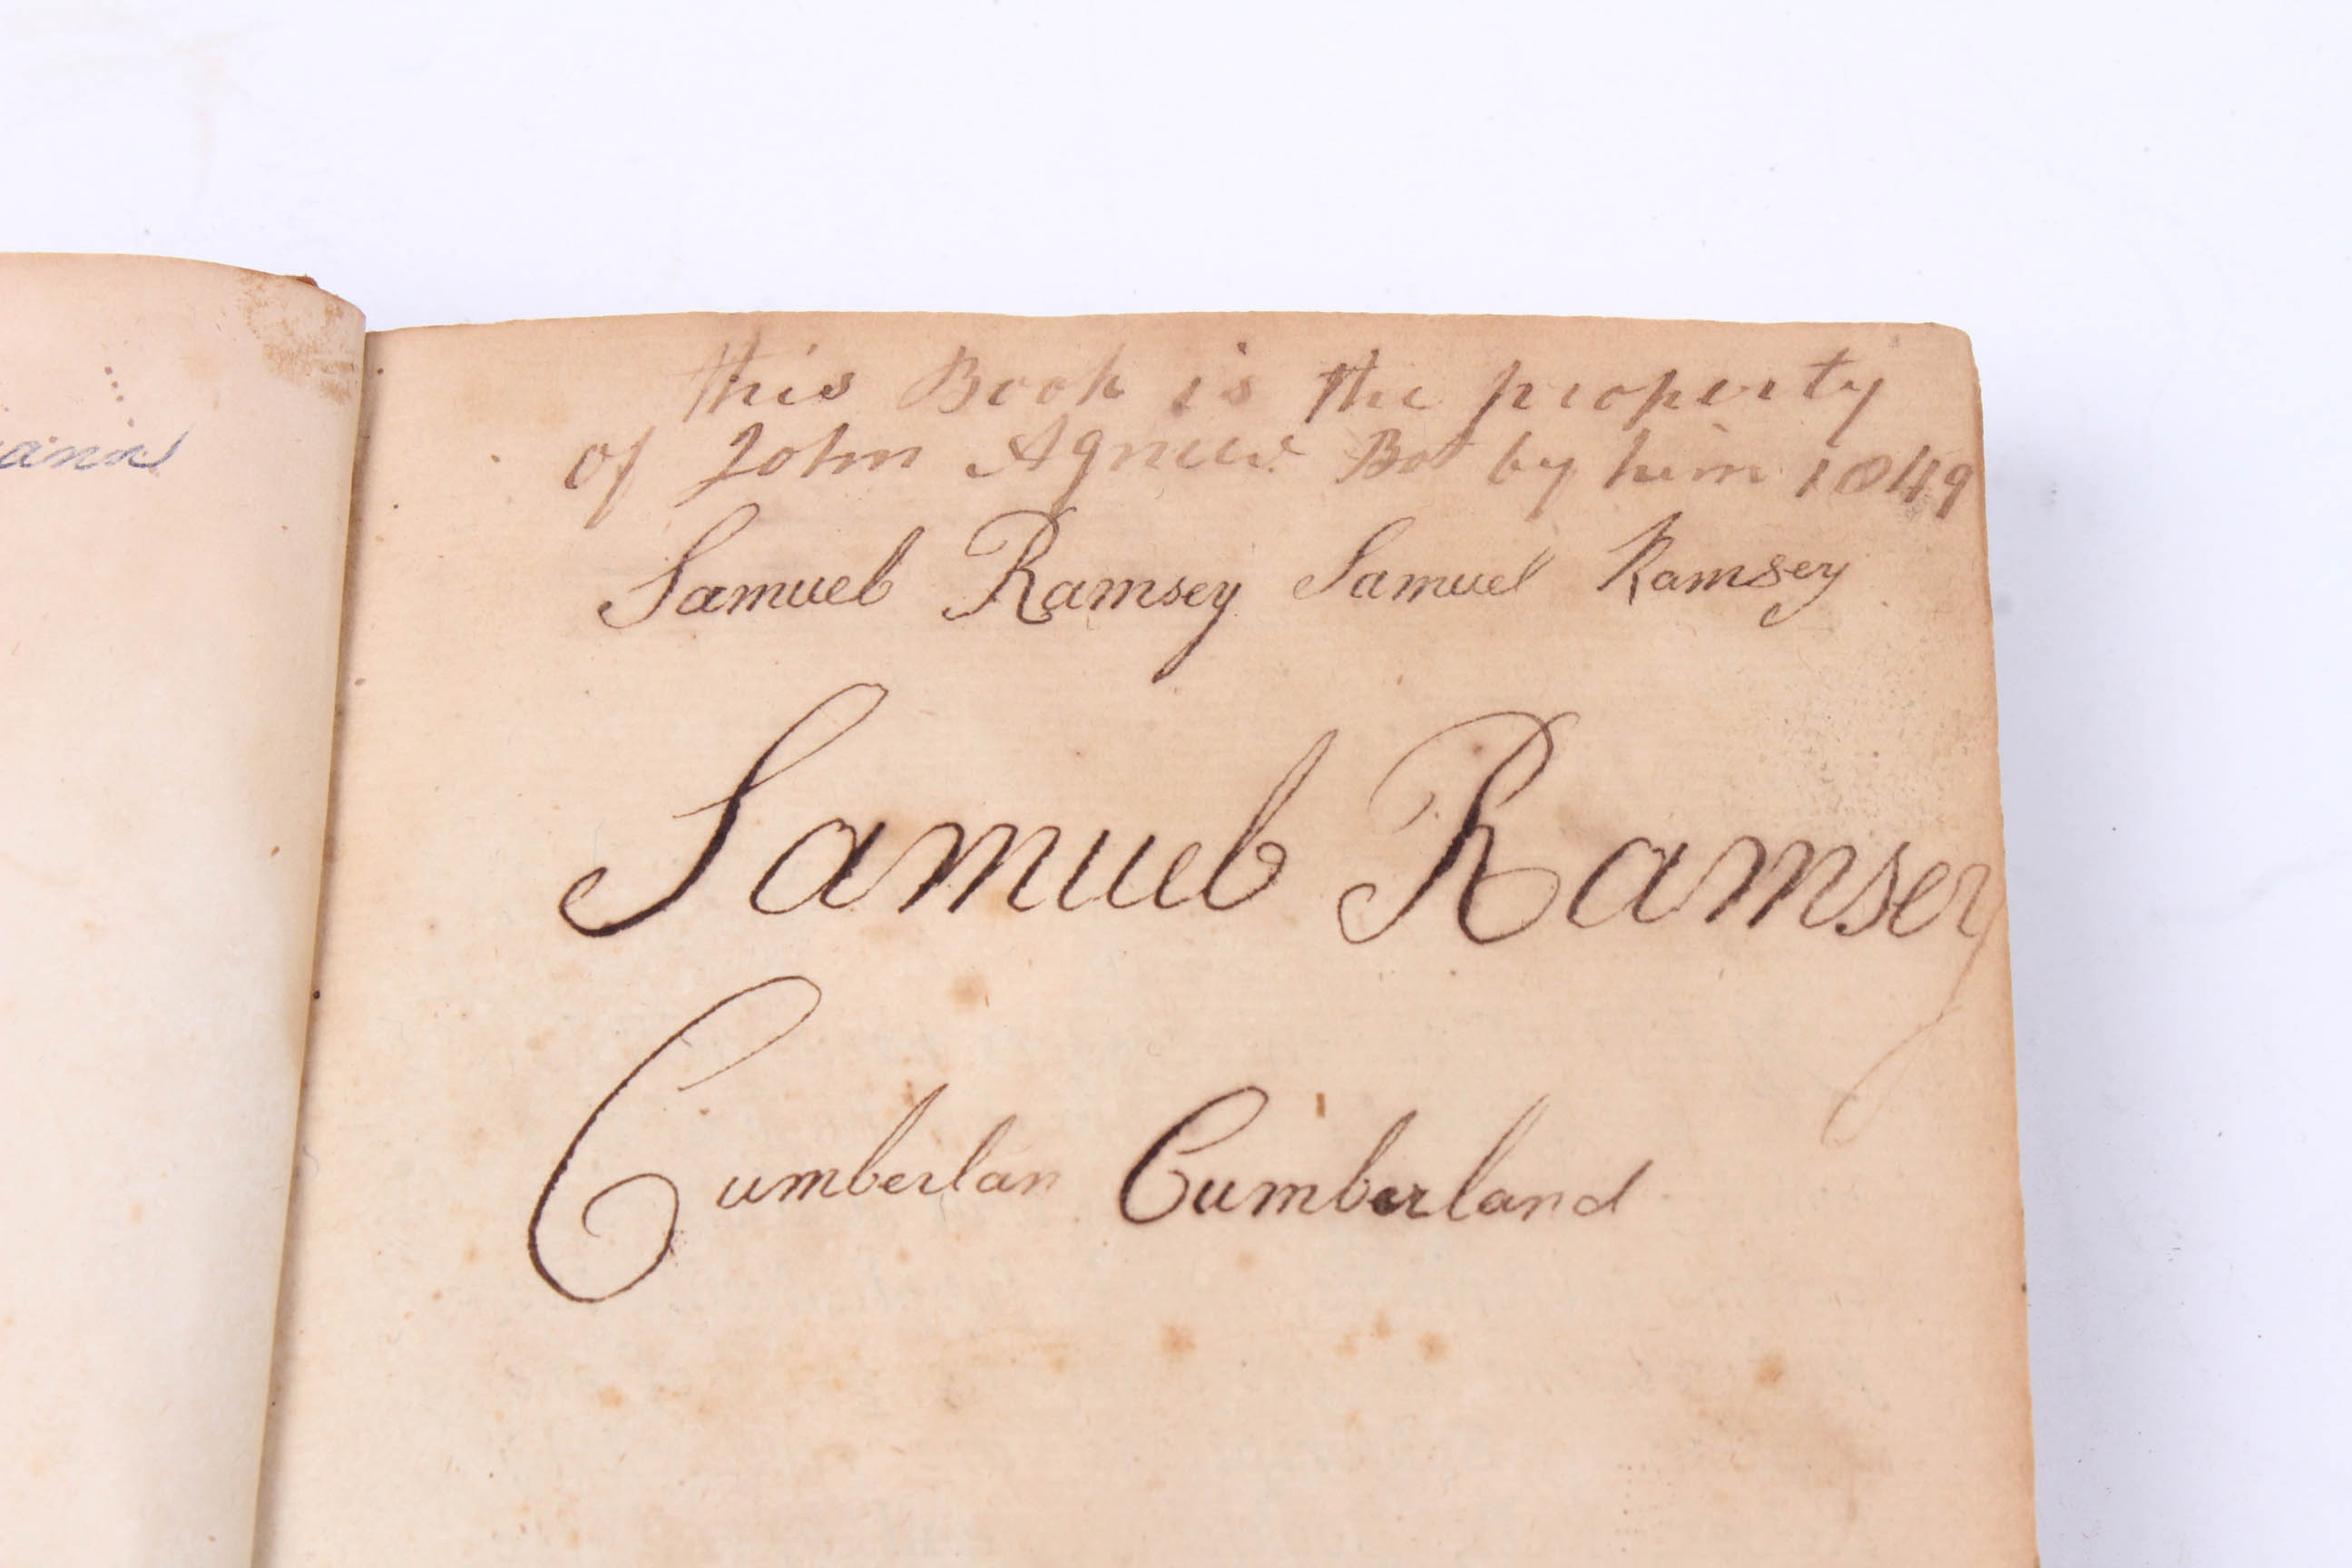 this Book is the property
of John Agnew Bot by him 1849
Samuel Ramsey Samuel Ramsey
Samuel Ramsey
Cumberlan Cumberland